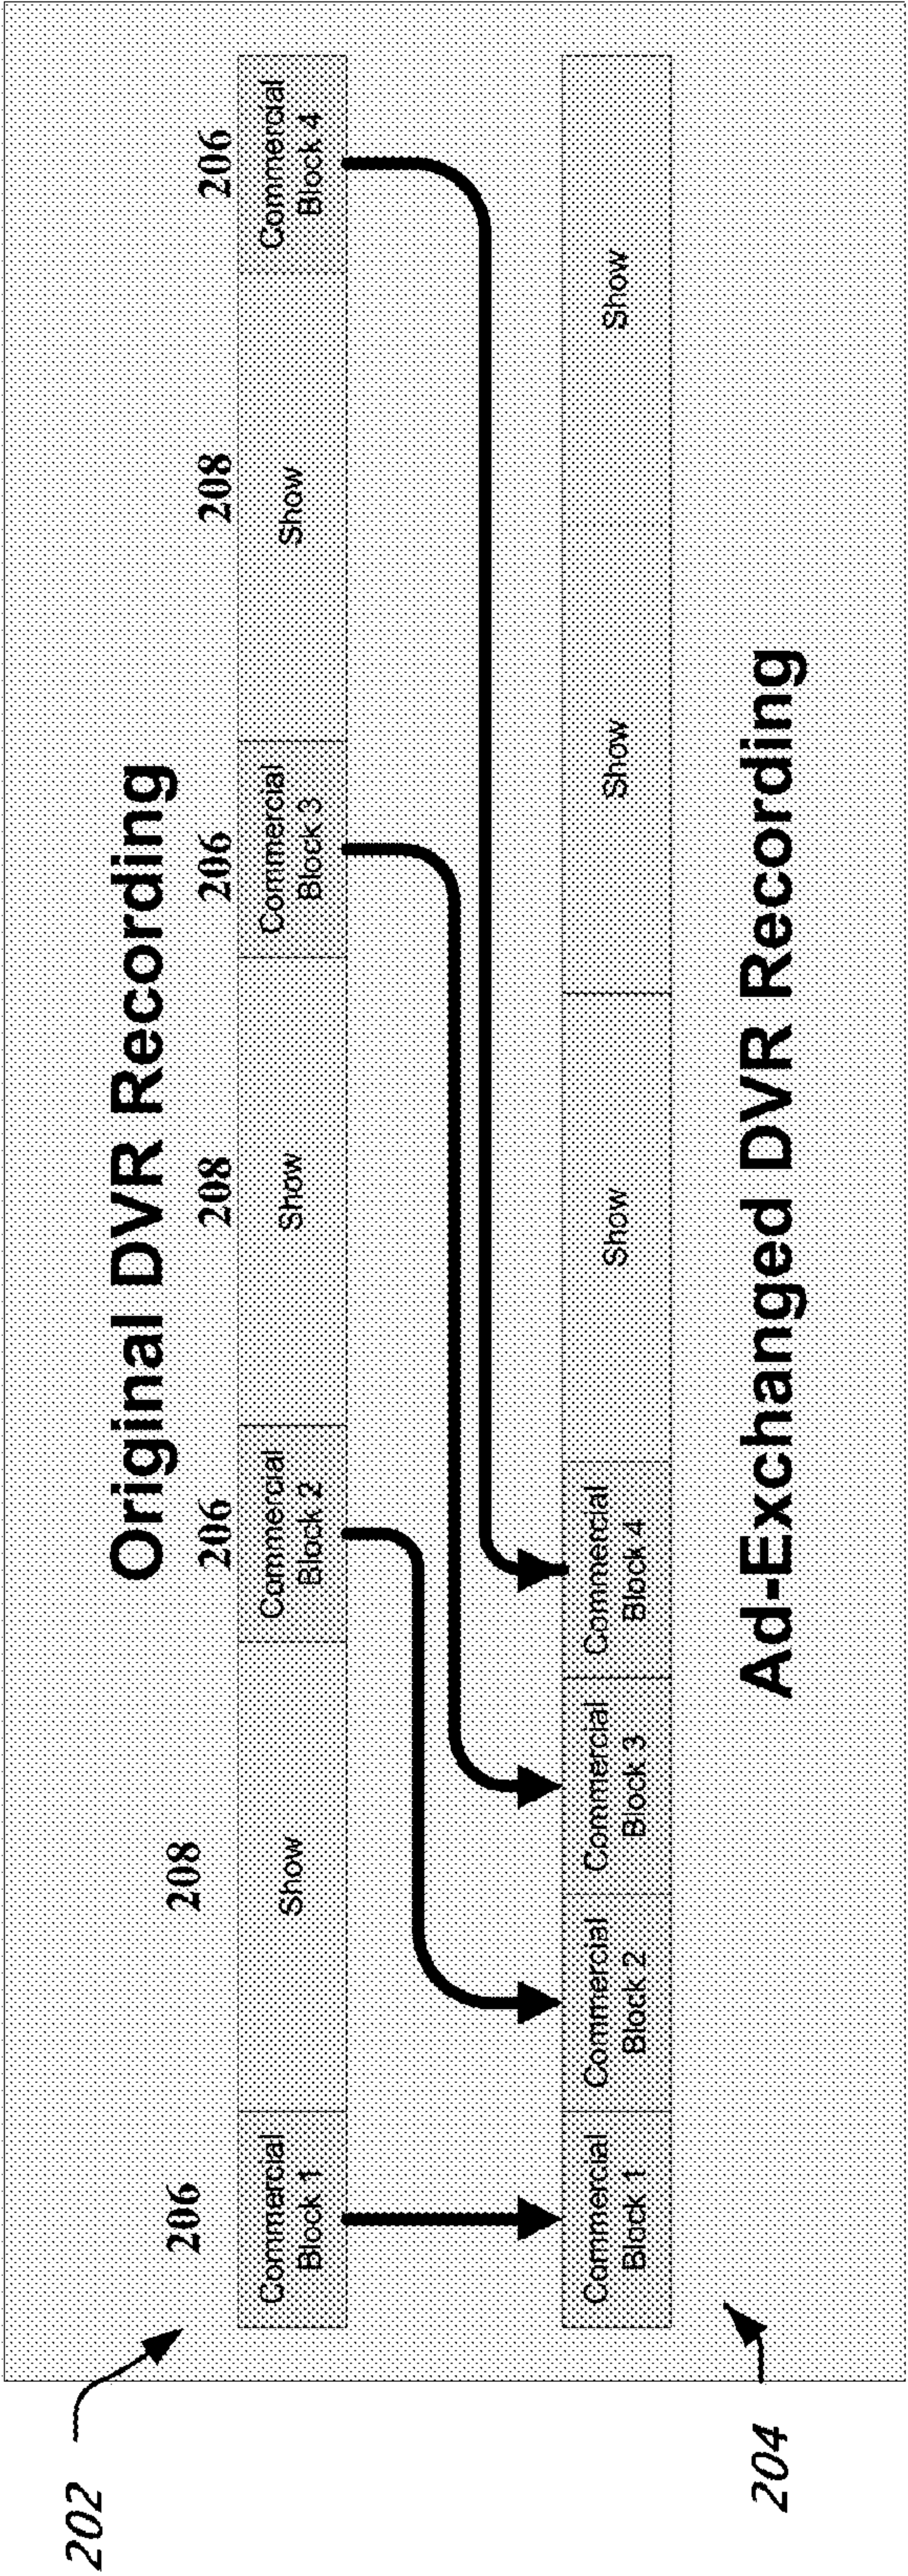 202
Original DVR Recording
206
208
206
208
206
208
206
Commercial
Block 1
Show
Commercial
Block 2
Show
Commercial
Block 3
Show
Commercial
Block 4
Commercial
Block 1
Commercial
Block 2
Commercial
Block 3
Commercial
Block 4
Show
Show
Show
Ad-Exchanged DVR Recording
204